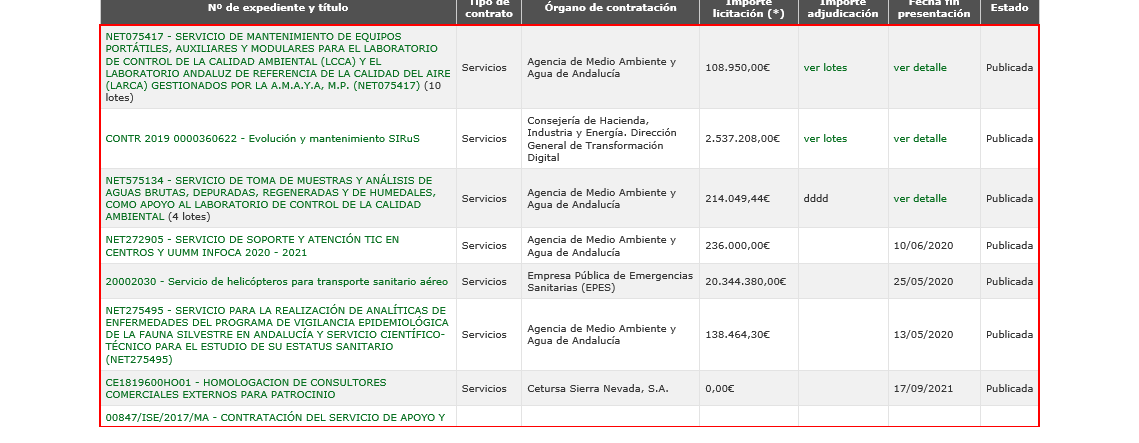 Nº de expediente y título
Tipo de
contrato
Órgano de contratación
Importe
licitación (*)
Importe
adjudicación
Fecha fin
presentación
Estado
NET075417 - SERVICIO DE MANTENIMIENTO DE EQUIPOS
PORTÁTILES, AUXILIARES Y MODULARES PARA EL LABORATORIO
DE CONTROL DE LA CALIDAD AMBIENTAL (LCCA) Y EL
LABORATORIO ANDALUZ DE REFERENCIA DE LA CALIDAD DEL AIRE
(LARCA) GESTIONADOS POR LA A.M.A.Y.A, M.P. (NET075417) (10
lotes)
Servicios
Agencia de Medio Ambiente y
Agua de Andalucía
108.950,00€
ver lotes
ver detalle
Publicada
CONTR 2019 0000360622 - Evolución y mantenimiento SIRuS
Servicios
Consejería de Hacienda,
Industria y Energía. Dirección
General de Transformación
Digital
2.537.208,00€
ver lotes
ver detalle
Publicada
NET575134 - SERVICIO DE TOMA DE MUESTRAS Y ANÁLISIS DE
AGUAS BRUTAS, DEPURADAS, REGENERADAS Y DE HUMEDALES,
COMO APOYO AL LABORATORIO DE CONTROL DE LA CALIDAD
AMBIENTAL (4 lotes)
Servicios
Agencia de Medio Ambiente y
Agua de Andalucía
214.049,44€
dddd
ver detalle
Publicada
NET272905 - SERVICIO DE SOPORTE Y ATENCIÓN TIC EN
CENTROS Y UUMM INFOCA 2020 - 2021
Servicios
Agencia de Medio Ambiente y
Agua de Andalucía
236.000,00€
10/06/2020
Publicada
20002030 - Servicio de helicópteros para transporte sanitario aéreo
Servicios
Empresa Pública de Emergencias
Sanitarias (EPES)
20.344.380,00€
25/05/2020
Publicada
NET275495 - SERVICIO PARA LA REALIZACIÓN DE ANALÍTICAS DE
ENFERMEDADES DEL PROGRAMA DE VIGILANCIA EPIDEMIOLÓGICA
DE LA FAUNA SILVESTRE EN ANDALUCÍA Y SERVICIO CIENTÍFICO-
TÉCNICO PARA EL ESTUDIO DE SU ESTATUS SANITARIO
(NET275495)
Servicios
Agencia de Medio Ambiente y
Agua de Andalucía
138.464,30€
13/05/2020
Publicada
CE1819600HO01 - HOMOLOGACION DE CONSULTORES
COMERCIALES EXTERNOS PARA PATROCINIO
Servicios
Cetursa Sierra Nevada, S.A.
0,00€
17/09/2021
Publicada
00847/ISE/2017/MA - CONTRATACIÓN DEL SERVICIO DE APOYO Y